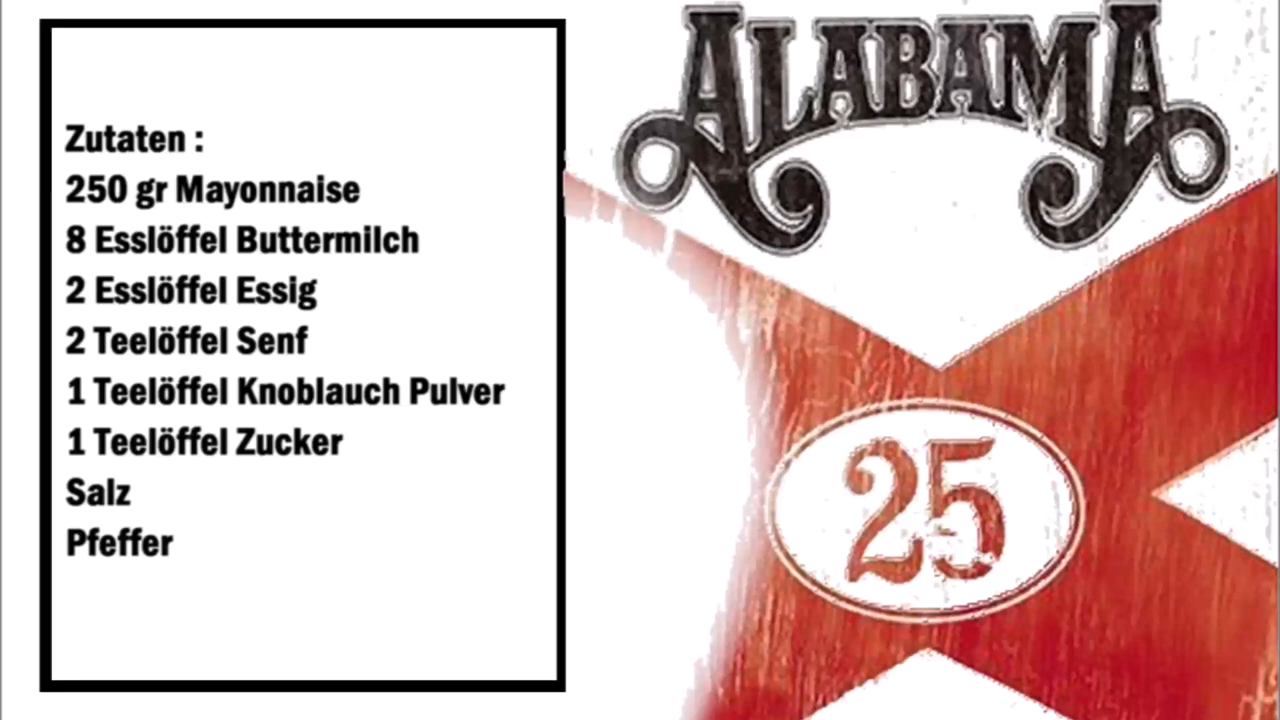 Zutaten :
250 gr Mayonnaise
8 Esslöffel Buttermilch
2 Esslöffel Essig
2 Teelöffel Senf
1 Teelöffel Knoblauch Pulver
1 Teelöffel Zucker
Salz
Pfeffer
ALABAMA
25